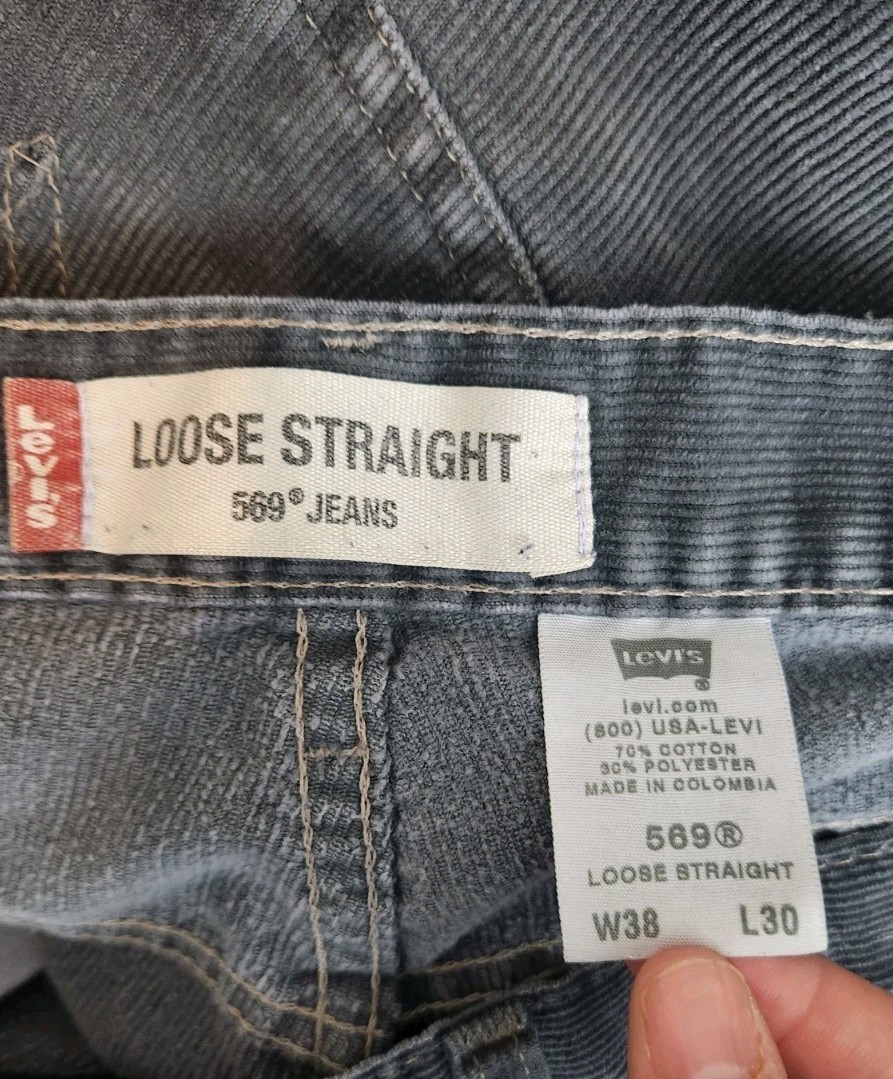 LEVI'S
LOOSE STRAIGHT
569® JEANS
LEVI'S
®
levi.com
(800) USA-LEVI
70% COTTON
30% POLYESTER
MADE IN COLOMBIA
569®
LOOSE STRAIGHT
W38 L30